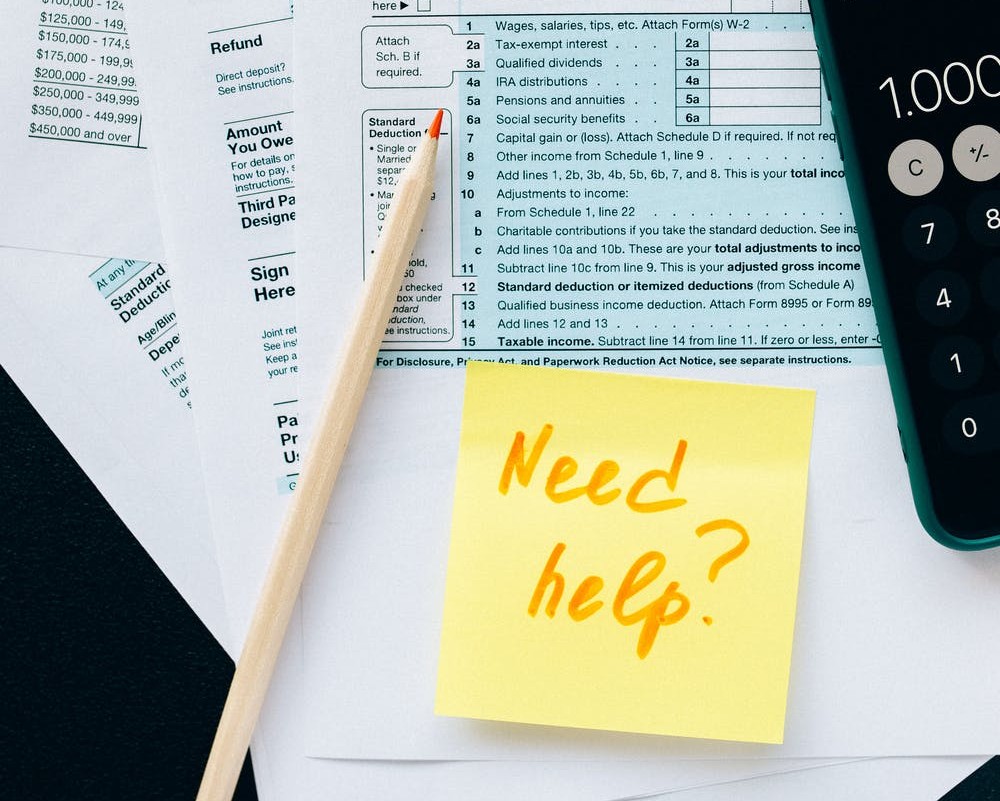 $100,000 - 124
$125,000 - 149,
$150,000 - 174,9
$175,000 - 199,99
$200,000 - 249,99
$250,000 - 349,999
$350,000 - 449,999
$450,000 and over
Refund
Direct deposit?
See instructions.
Amount
You Owe
For details on
how to pay, s
instructions.
Third Pa
Designe
Sign
Here
Joint ret
See inst
Keep a
your re
Pa
Pr
Us
G
At any ti
Standard
Deductic
Age/Blin
Depe
If mo
tha
de
here ▶
Attach
Sch. B if
required.
Standard
Deduction
• Single or
Married
separ
$12,
• Mar
join
hold,
checked
box under
ndard
duction,
ee instructions.
1 Wages, salaries, tips, etc. Attach Form(s) W-2 . . .
2a Tax-exempt interest . . . 2a
3a Qualified dividends . . . 3a
4a IRA distributions . . . 4a
5a Pensions and annuities . . 5a
6a Social security benefits . . 6a
7 Capital gain or (loss). Attach Schedule D if required. If not req
8 Other income from Schedule 1, line 9 . . . . . . . .
9 Add lines 1, 2b, 3b, 4b, 5b, 6b, 7, and 8. This is your total inco
10 Adjustments to income:
a From Schedule 1, line 22 . . . . . . . . . .
b Charitable contributions if you take the standard deduction. See ins
c Add lines 10a and 10b. These are your total adjustments to inco
11 Subtract line 10c from line 9. This is your adjusted gross income
12 Standard deduction or itemized deductions (from Schedule A)
13 Qualified business income deduction. Attach Form 8995 or Form 89
14 Add lines 12 and 13 . . . . . . . . . . . .
15 Taxable income. Subtract line 14 from line 11. If zero or less, enter -0
For Disclosure, Privacy Act, and Paperwork Reduction Act Notice, see separate instructions.
Need
help?
1.000
C +/-
7 8
4
1
0